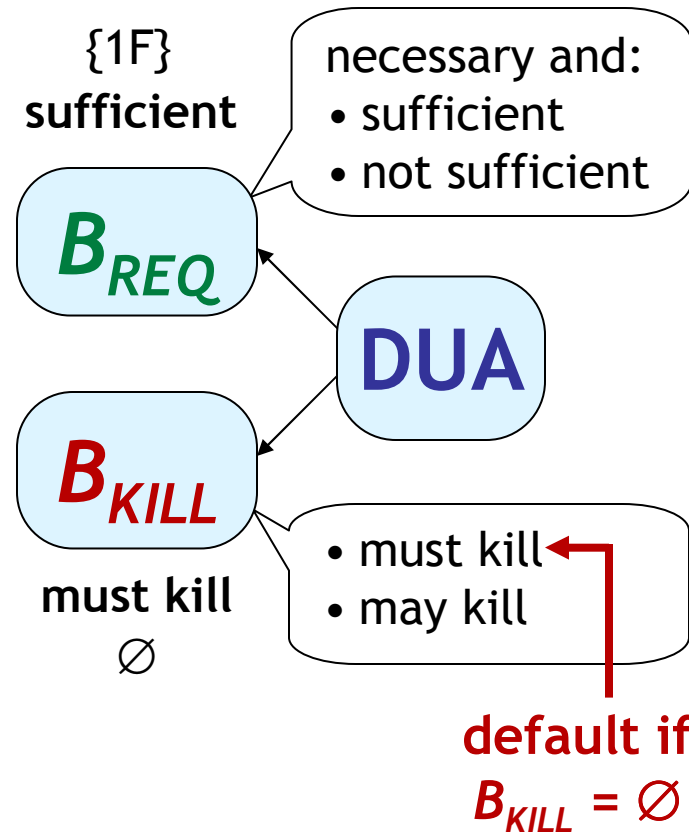 {1F}
sufficient
necessary and:
• sufficient
• not sufficient
B_REQ
DUA
B_KILL
• must kill
• may kill
must kill
∅
default if
B_KILL = ∅